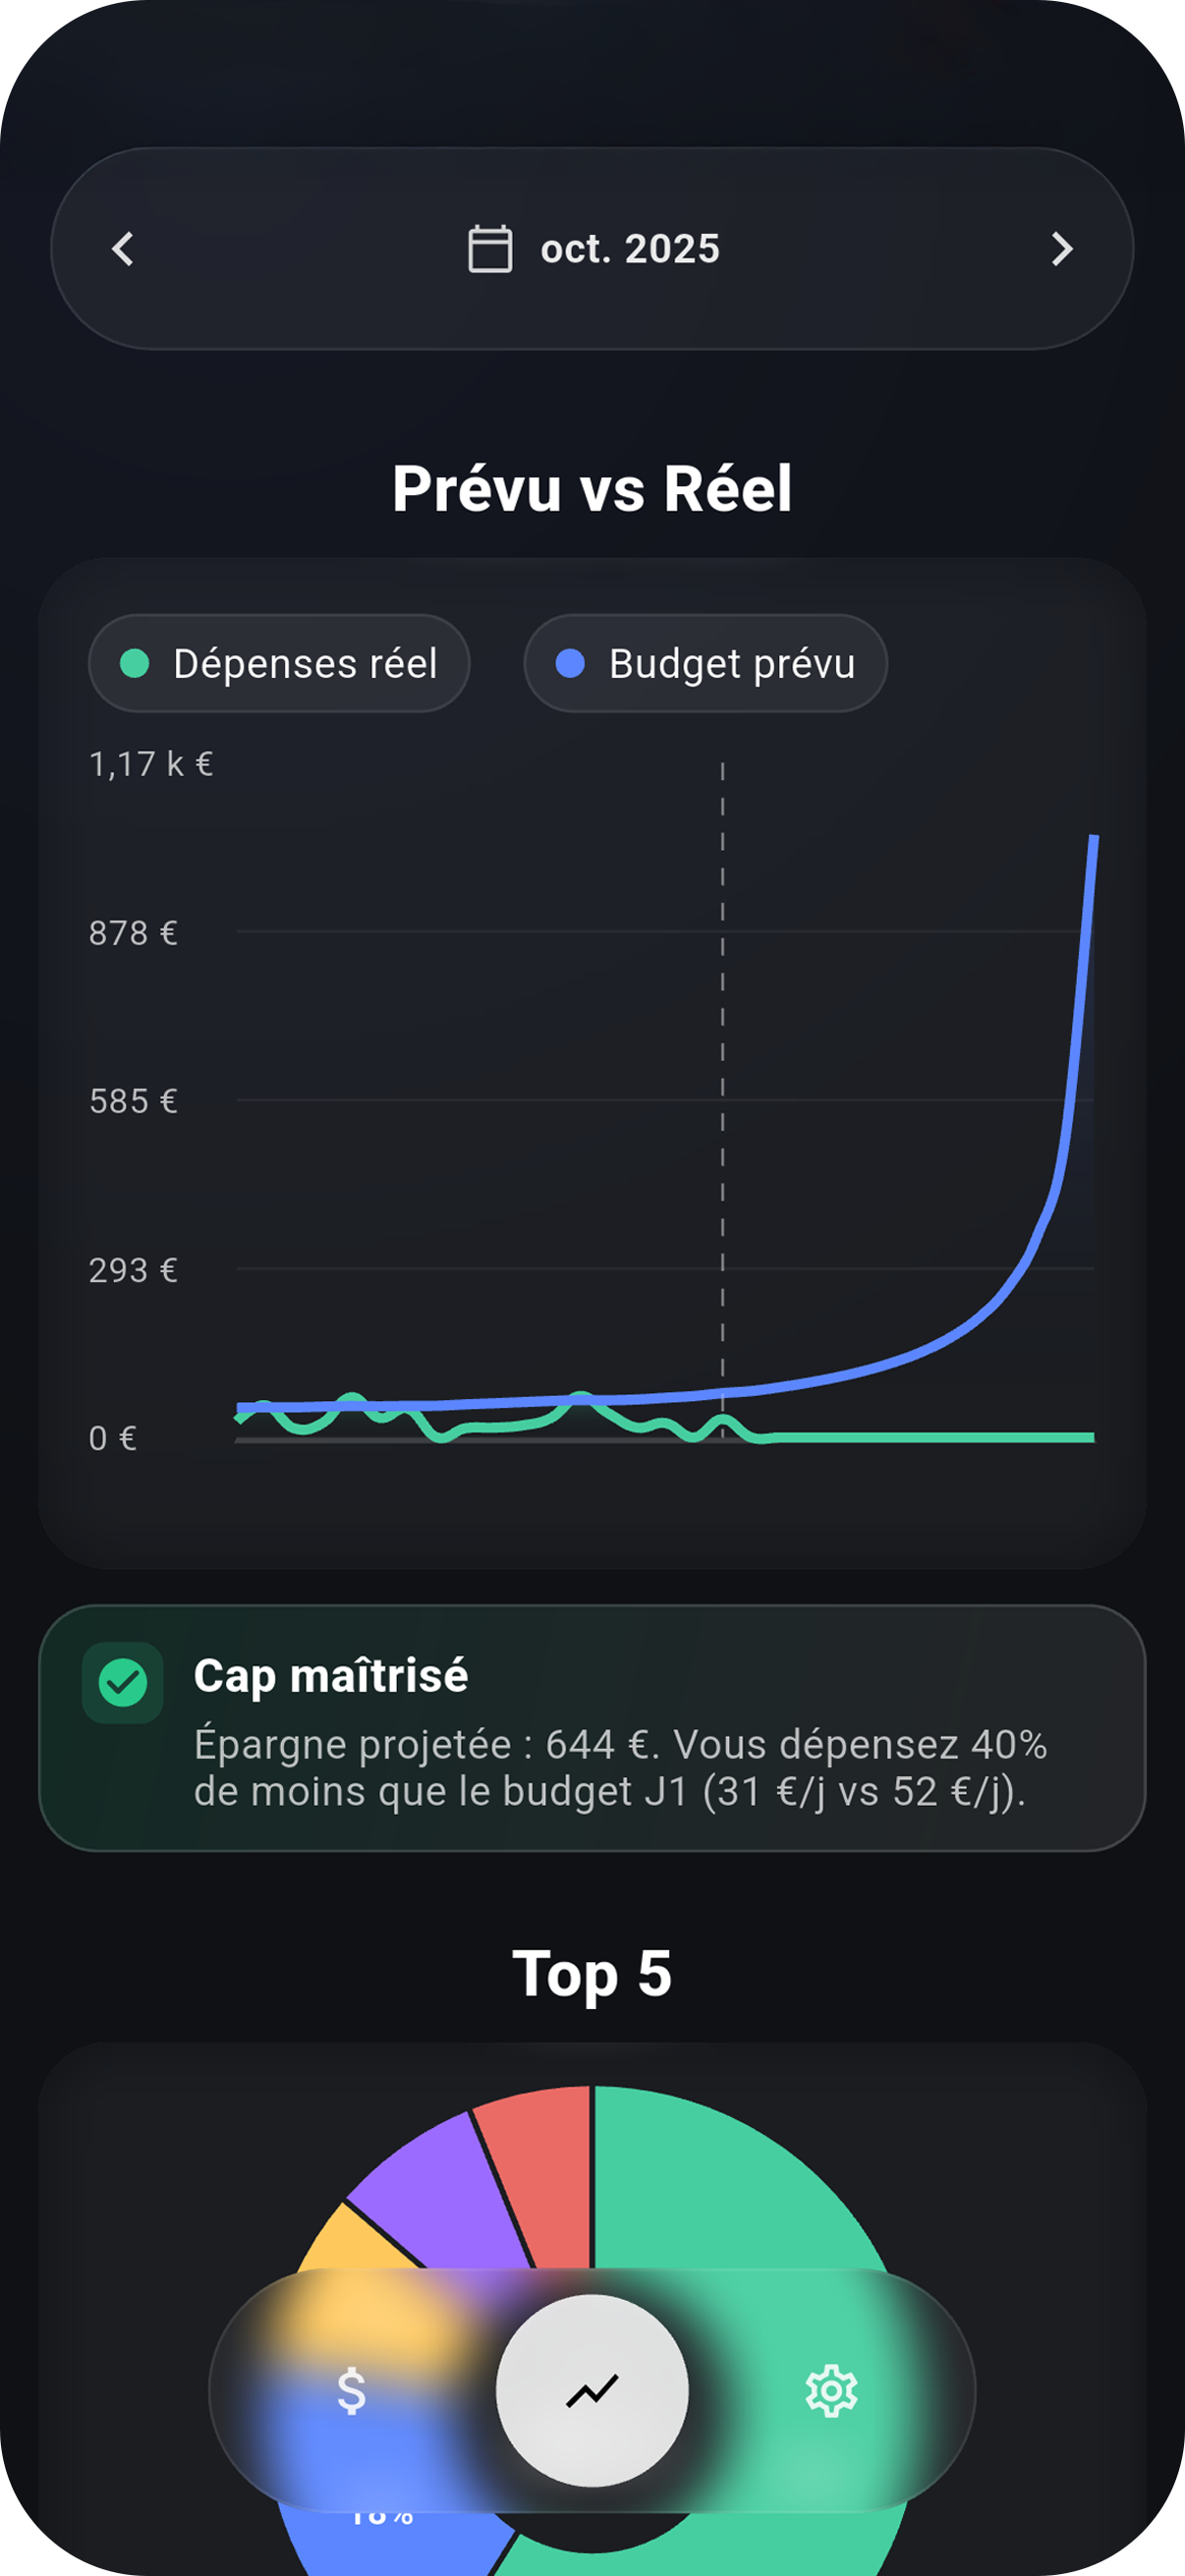 oct. 2025
Prévu vs Réel
Dépenses réel
Budget prévu
1,17 k €
878 €
585 €
293 €
0 €
Cap maîtrisé
Épargne projetée : 644 €. Vous dépensez 40%
de moins que le budget J1 (31 €/j vs 52 €/j).
Top 5
$